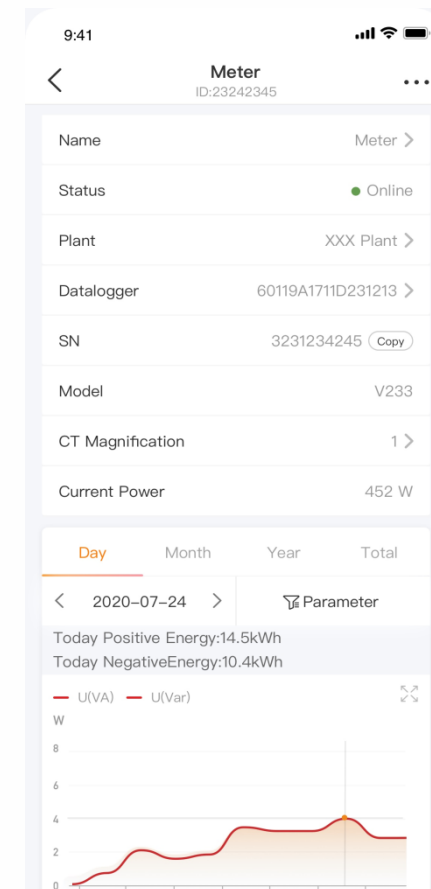 9:41
Meter
ID:23242345
Name Meter
Status Online
Plant XXX Plant
Datalogger 60119A1711D231213
SN 3231234245 Copy
Model V233
CT Magnification 1
Current Power 452 W
Day Month Year Total
2020-07-24 Parameter
Today Positive Energy:14.5kWh
Today NegativeEnergy:10.4kWh
U(VA) U(Var)
W
8
6
4
2
0